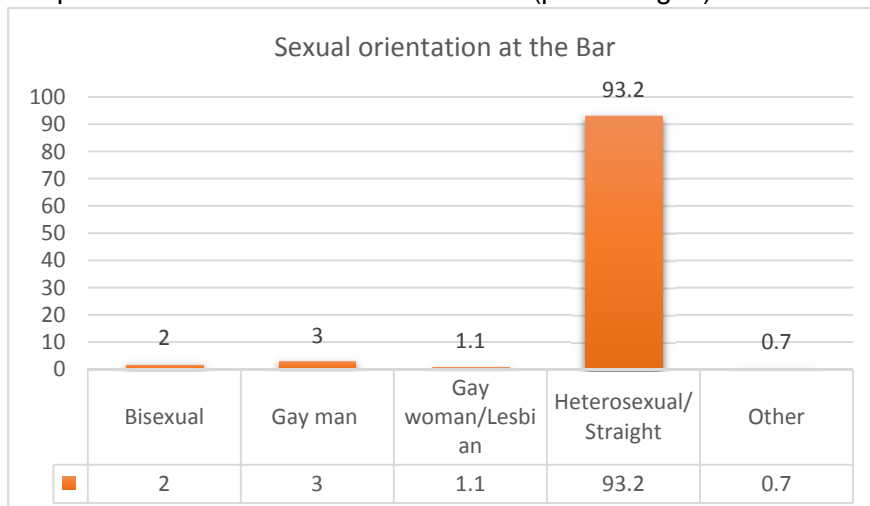 Sexual orientation at the Bar
93.2
100
90
80
70
60
50
40
30
20
10
0
2
3
1.1
0.7
Bisexual
Gay man
Gay
woman/Lesbi
an
Heterosexual/
Straight
Other
2
3
1.1
93.2
0.7